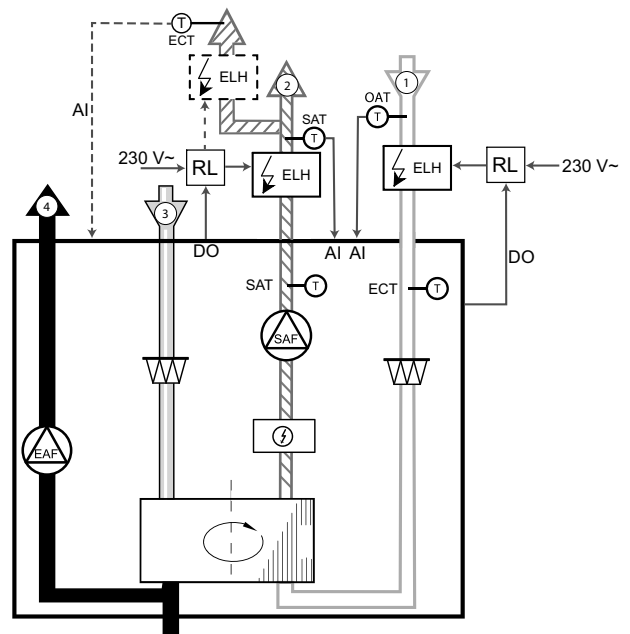 T
ECT
ELH
2
1
AI
SAT
T
OAT
T
230 V~
RL
ELH
ELH
RL
230 V~
4
3
DO
AI
AI
DO
SAT
T
ECT
T
SAF
EAF